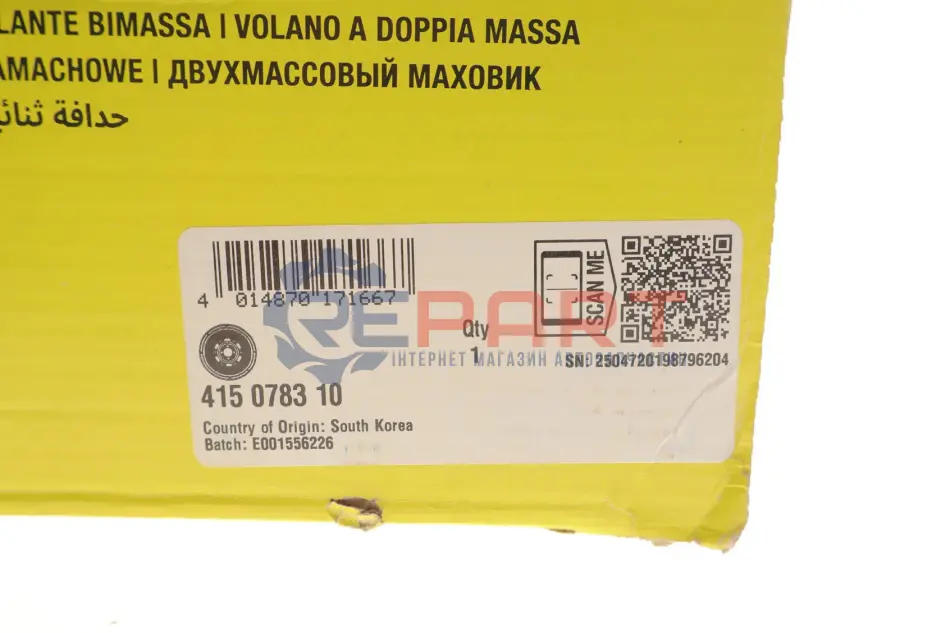 LANTE BIMASSA | VOLANO A DOPPIA MASSA
AMACHOWE | ДВУХМАССОВЫЙ МАХОВИК
حدافة ثنائي
4 014870 171667
SCAN ME
REPART
Qty
1
ІНТЕРНЕТ МАГАЗИН
SN: 2504720198796204
415 0783 10
Country of Origin: South Korea
Batch: E001556226